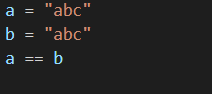 a = "abc"
b = "abc"
a == b